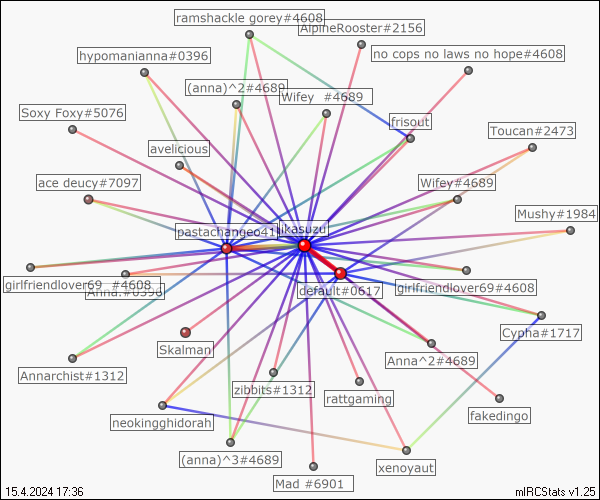 ramshackle gorey#4608
AlpineRooster#2156
hypomanianna#0396
no cops no laws no hope#4608
(anna)^2#4689
Wifey #4689
Soxy Foxy#5076
frisout
Toucan#2473
avelicious
ace deucy#7097
Wifey#4689
Mushy#1984
pastachangeo41
likasuzu
girlfriendlover69 #4608
Anna.#0396
default#0617
girlfriendlover69#4608
Cypha#1717
Skalman
Anna^2#4689
Annarchist#1312
zibbits#1312
rattgaming
neokingghidorah
fakedingo
(anna)^3#4689
xenoyaut
Mad #6901
15.4.2024 17:36
mIRCStats v1.25